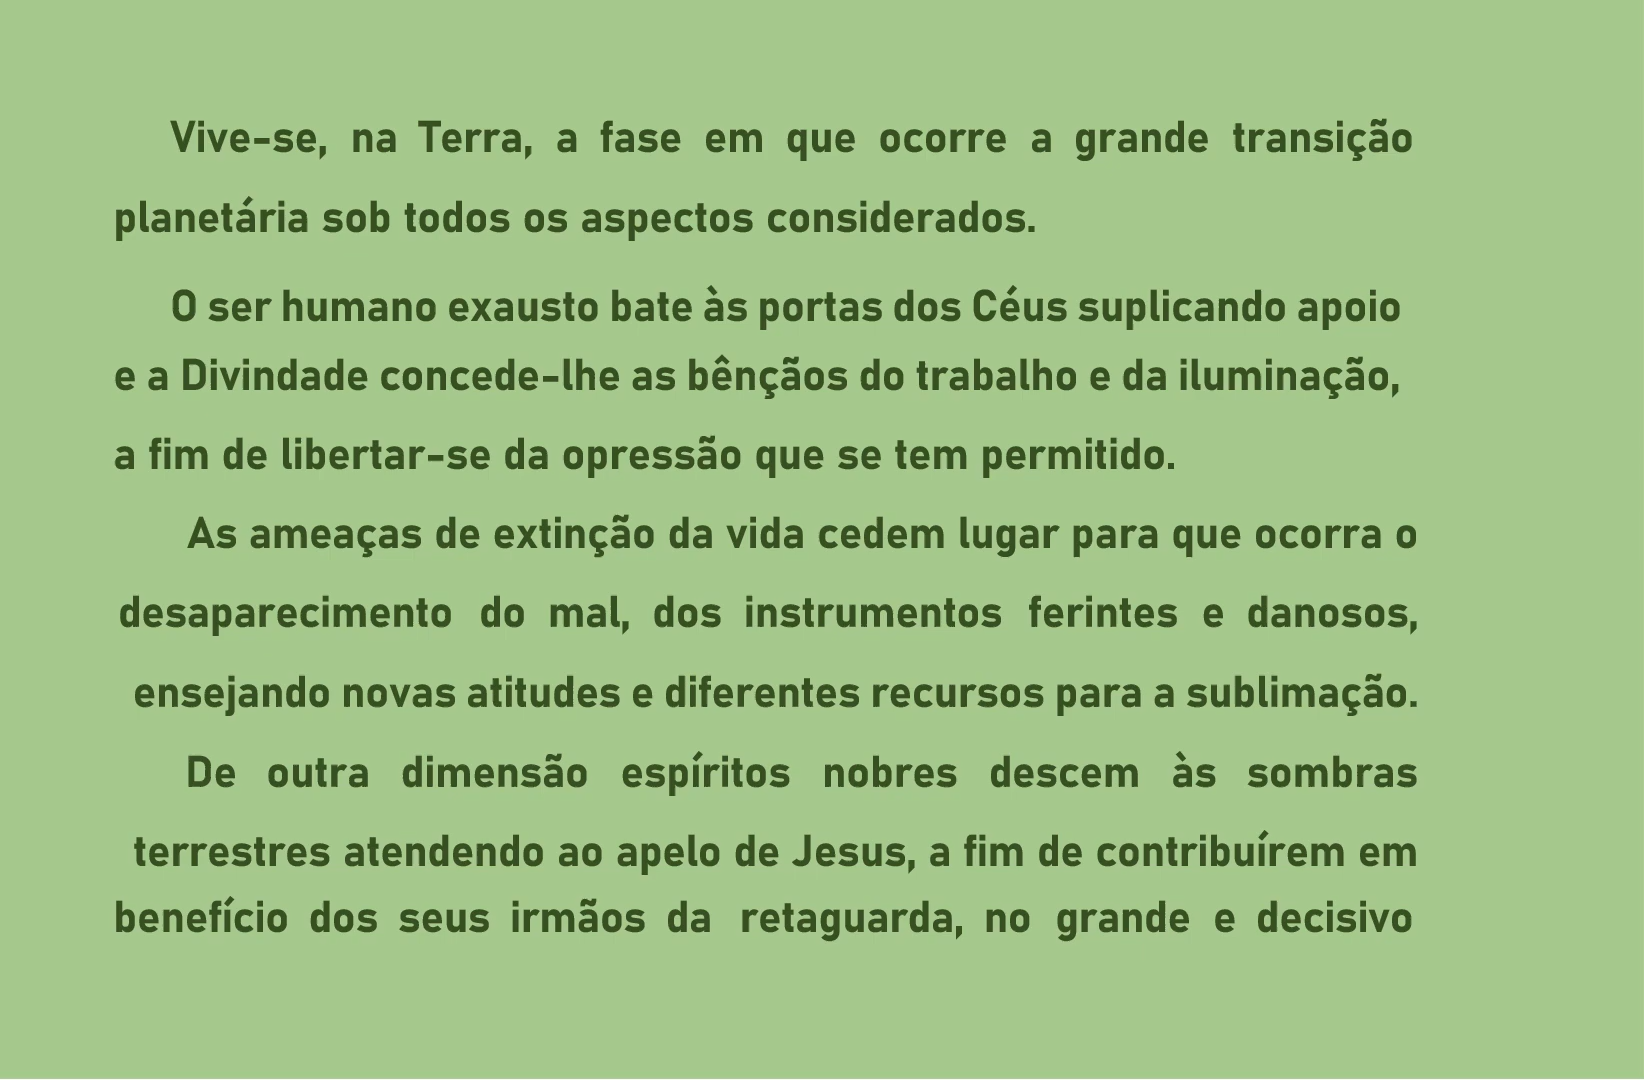 Vive-se, na Terra, a fase em que ocorre a grande transição
planetária sob todos os aspectos considerados.
O ser humano exausto bate às portas dos Céus suplicando apoio
e a Divindade concede-lhe as bênçãos do trabalho e da iluminação,
a fim de libertar-se da opressão que se tem permitido.
As ameaças de extinção da vida cedem lugar para que ocorra o
desaparecimento do mal, dos instrumentos ferintes e danosos,
ensejando novas atitudes e diferentes recursos para a sublimação.
De outra dimensão espíritos nobres descem às sombras
terrestres atendendo ao apelo de Jesus, a fim de contribuírem em
benefício dos seus irmãos da retaguarda, no grande e decisivo